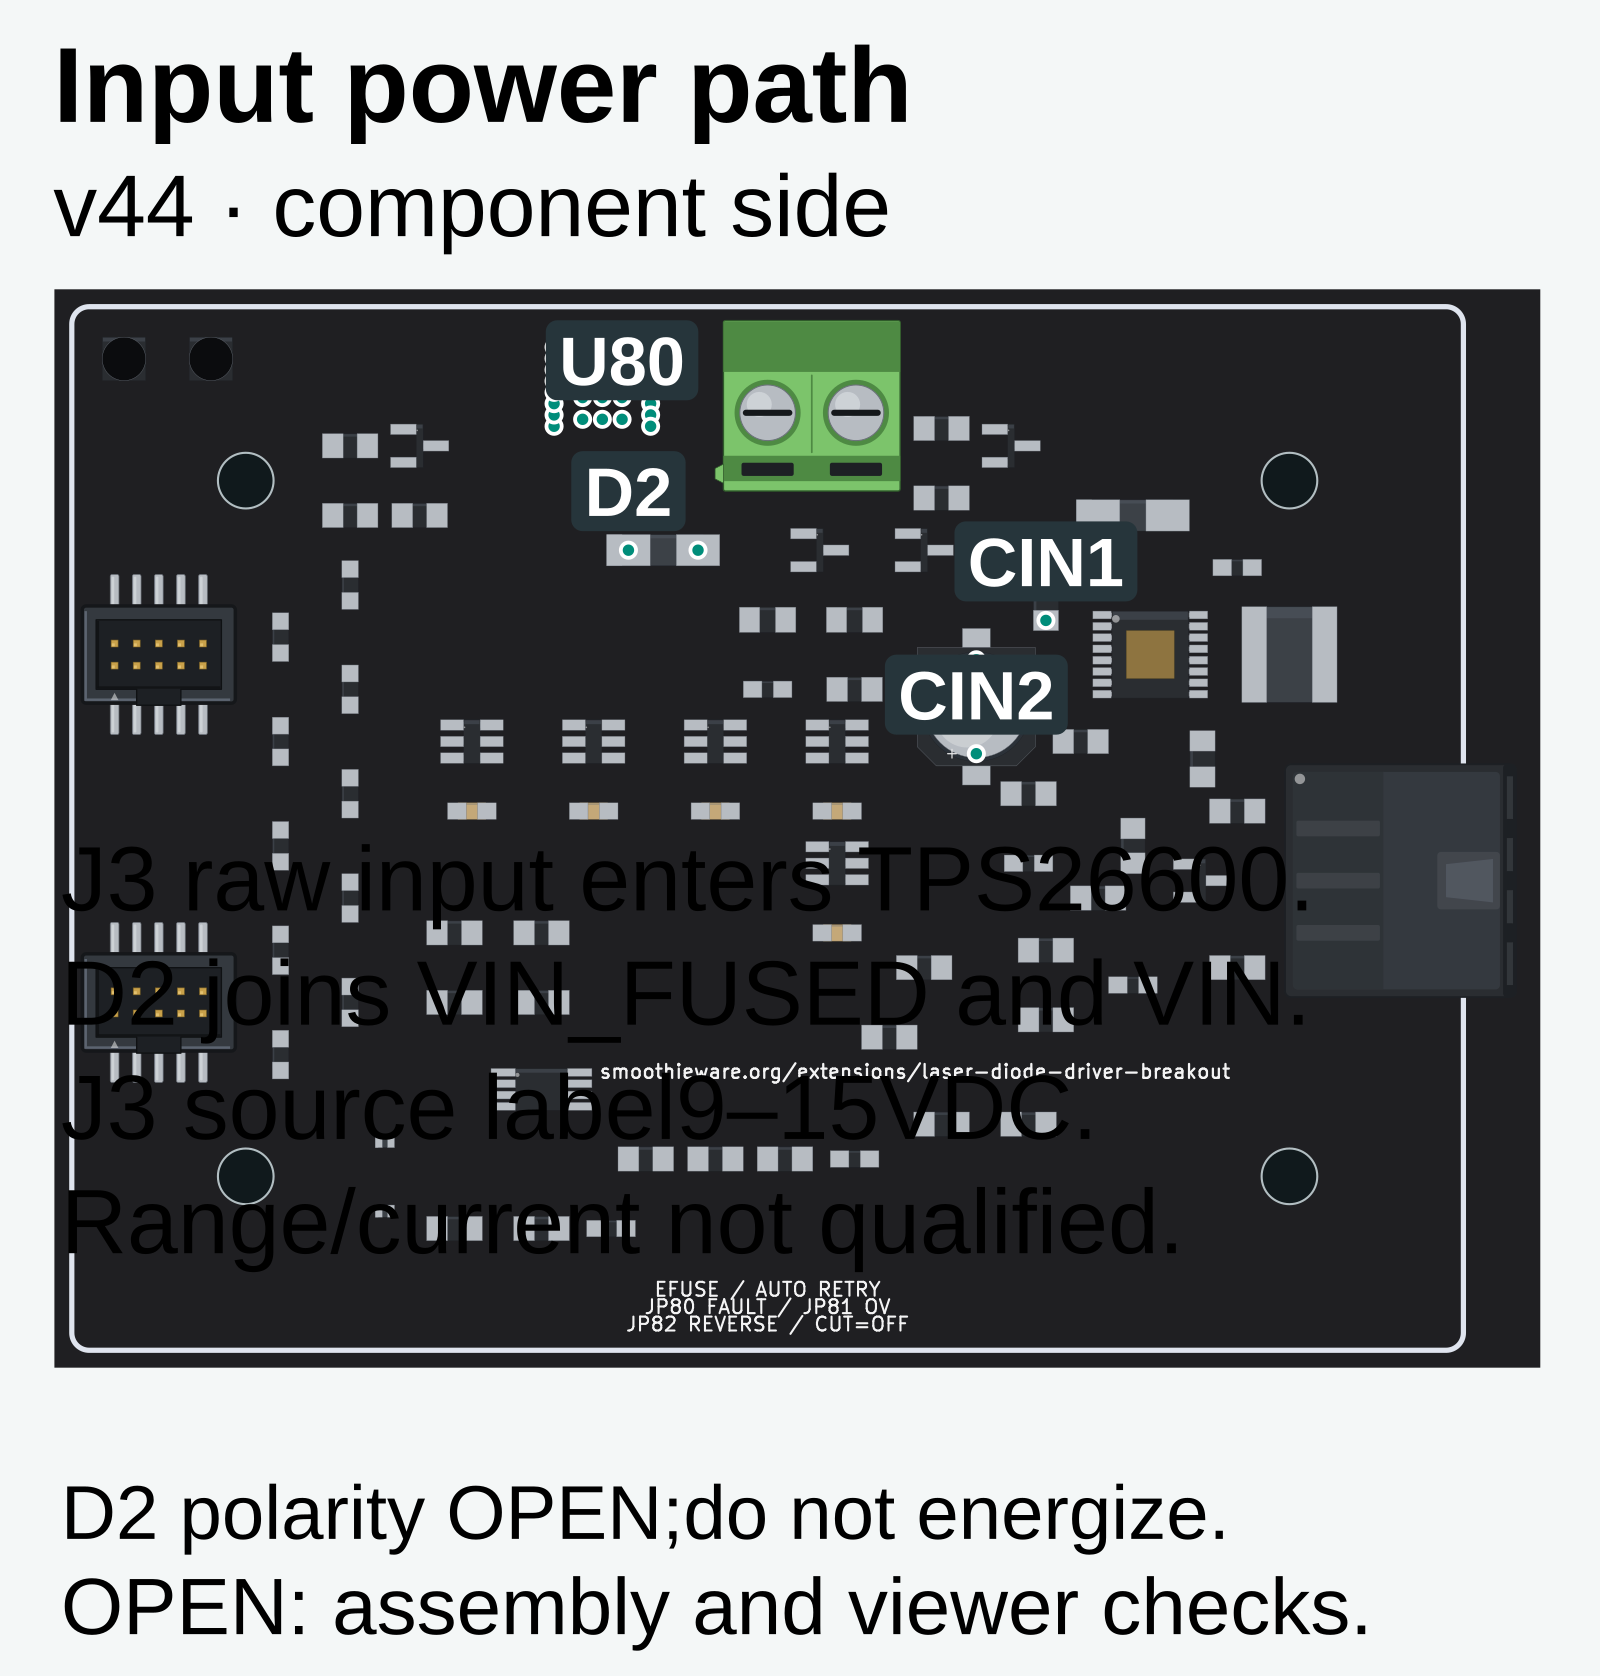 Input power path
v44 · component side
U80
D2
CIN1
CIN2
+
J3 raw input enters TPS26600.
D2 joins VIN_FUSED and VIN.
smoothieware.org/extensions/laser-diode-driver-breakout
J3 source label9–15VDC.
Range/current not qualified.
EFUSE / AUTO RETRY
JP80 FAULT / JP81 OV
JP82 REVERSE / CUT=OFF
D2 polarity OPEN;do not energize.
OPEN: assembly and viewer checks.